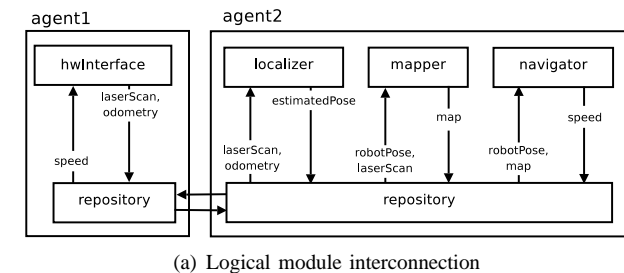 agent1
agent2
hwInterface
localizer
mapper
navigator
laserScan,
odometry
speed
laserScan,
odometry
estimatedPose
robotPose,
laserScan
map
robotPose,
map
speed
repository
repository
(a) Logical module interconnection